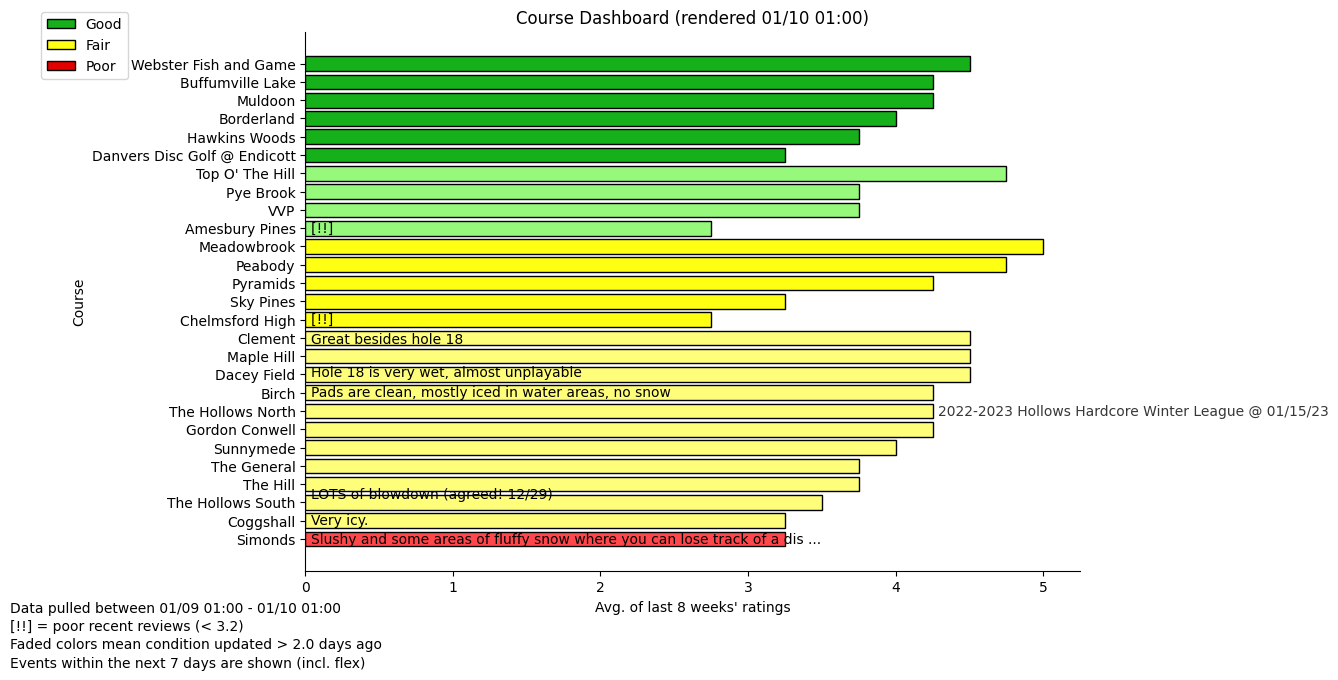 Course Dashboard (rendered 01/10 01:00)
Good
Fair
Poor
Course
Webster Fish and Game
Buffumville Lake
Muldoon
Borderland
Hawkins Woods
Danvers Disc Golf @ Endicott
Top O' The Hill
Pye Brook
VVP
Amesbury Pines [!!]
Meadowbrook
Peabody
Pyramids
Sky Pines
Chelmsford High [!!]
Clement Great besides hole 18
Maple Hill
Dacey Field Hole 18 is very wet, almost unplayable
Birch Pads are clean, mostly iced in water areas, no snow
The Hollows North 2022-2023 Hollows Hardcore Winter League @ 01/15/23
Gordon Conwell
Sunnymede
The General
The Hill
The Hollows South LOTS of blowdown (agreed! 12/29)
Coggshall Very icy.
Simonds Slushy and some areas of fluffy snow where you can lose track of a dis ...
0 1 2 3 4 5
Avg. of last 8 weeks' ratings
Data pulled between 01/09 01:00 - 01/10 01:00
[!!] = poor recent reviews (< 3.2)
Faded colors mean condition updated > 2.0 days ago
Events within the next 7 days are shown (incl. flex)